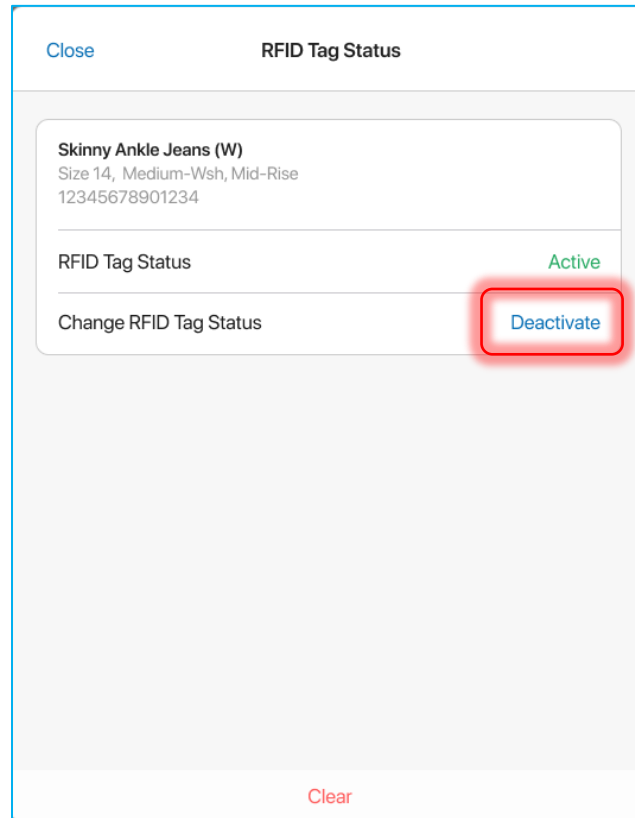 Close
RFID Tag Status
Skinny Ankle Jeans (W)
Size 14, Medium-Wsh, Mid-Rise
12345678901234
RFID Tag Status
Active
Change RFID Tag Status
Deactivate
Clear